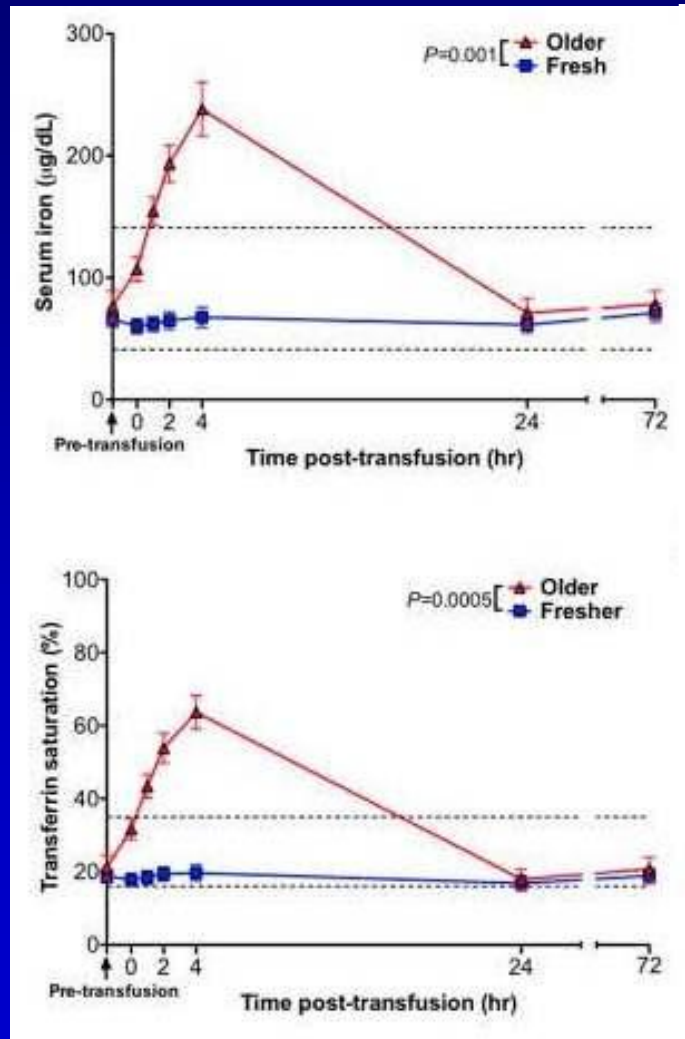 300
200
100
0
Serum iron (µg/dL)
P=0.001
Older
Fresh
0 2 4 24 72
Pre-transfusion
Time post-transfusion (hr)
100
80
60
40
20
0
Transferrin saturation (%)
P=0.0005
Older
Fresher
0 2 4 24 72
Pre-transfusion
Time post-transfusion (hr)